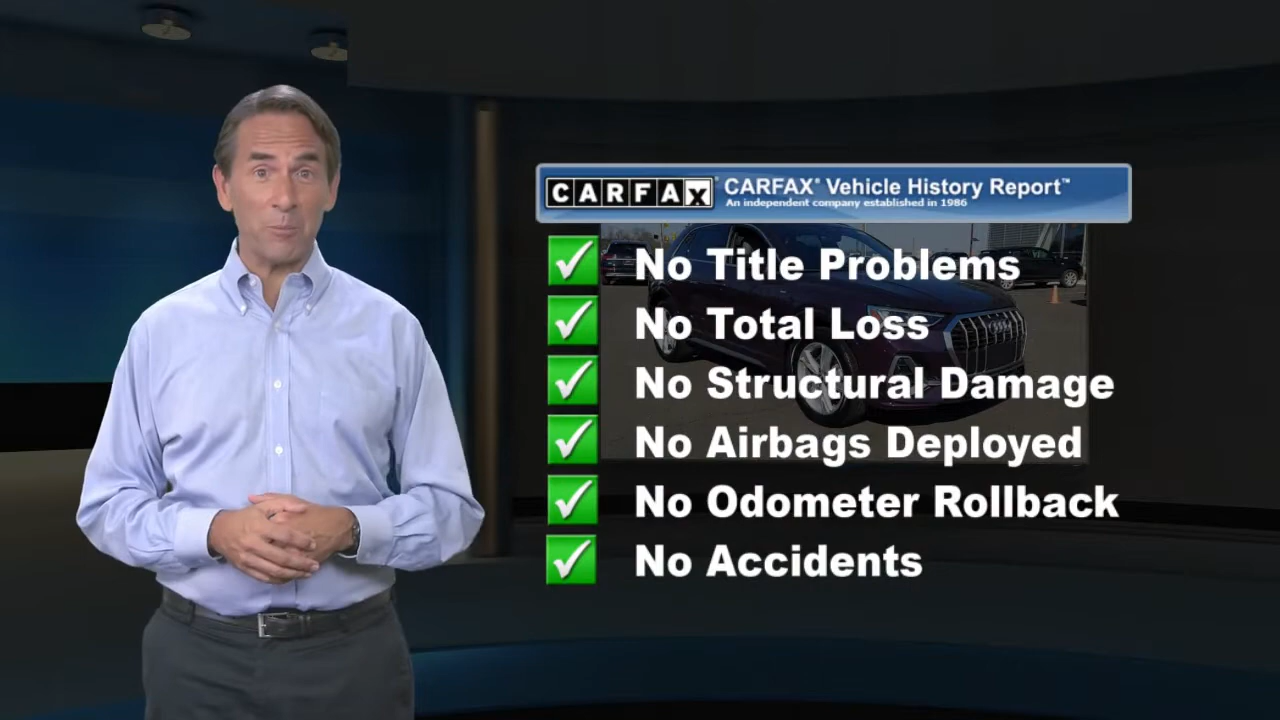 CARFAX CARFAX® Vehicle History Report™
An independent company established in 1986
No Title Problems
No Total Loss
No Structural Damage
No Airbags Deployed
No Odometer Rollback
No Accidents